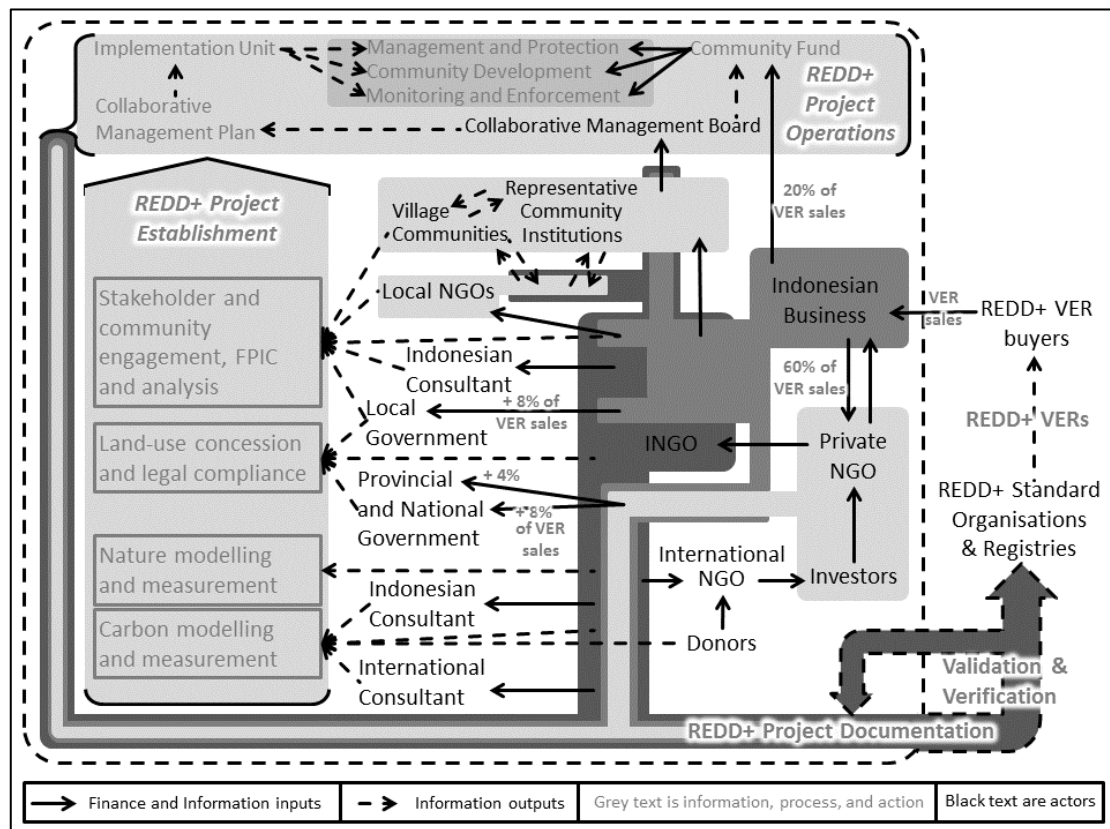 Implementation Unit
Management and Protection
Community Fund
Community Development
Monitoring and Enforcement
REDD+
Project
Operations
Collaborative
Management Plan
Collaborative Management Board
REDD+ Project
Establishment
Village
Communities
Representative
Community
Institutions
20% of
VER sales
Stakeholder and
community
engagement, FPIC
and analysis
Local NGOs
Indonesian
Business
VER
sales
REDD+ VER
buyers
Indonesian
Consultant
60% of
VER sales
Local
Government
+ 8% of
VER sales
REDD+ VERs
Land-use concession
and legal compliance
INGO
Private
NGO
Provincial
and National
Government
+ 4%
+ 8%
of VER
sales
REDD+ Standard
Organisations
& Registries
Nature modelling
and measurement
International
NGO
Investors
Indonesian
Consultant
Carbon modelling
and measurement
Donors
International
Consultant
Validation &
Verification
REDD+ Project Documentation
Finance and Information inputs
Information outputs
Grey text is information, process, and action
Black text are actors